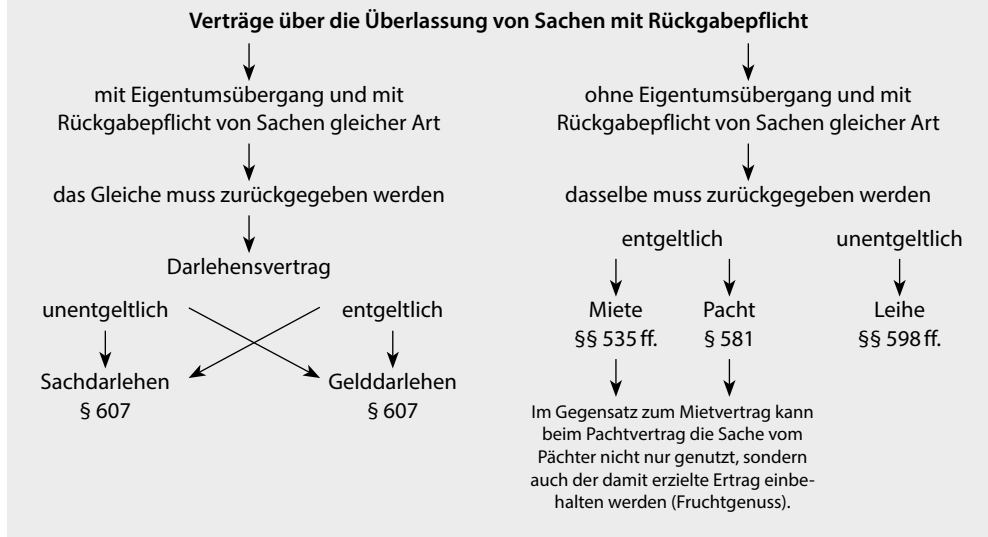 Verträge über die Überlassung von Sachen mit Rückgabepflicht
mit Eigentumsübergang und mit
Rückgabepflicht von Sachen gleicher Art
das Gleiche muss zurückgegeben werden
Darlehensvertrag
unentgeltlich
entgeltlich
Sachdarlehen
§ 607
Gelddarlehen
§ 607
ohne Eigentumsübergang und mit
Rückgabepflicht von Sachen gleicher Art
dasselbe muss zurückgegeben werden
entgeltlich
unentgeltlich
Miete
§§ 535 ff.
Pacht
§ 581
Leihe
§§ 598 ff.
Im Gegensatz zum Mietvertrag kann
beim Pachtvertrag die Sache vom
Pächter nicht nur genutzt, sondern
auch der damit erzielte Ertrag einbe-
halten werden (Fruchtgenuss).